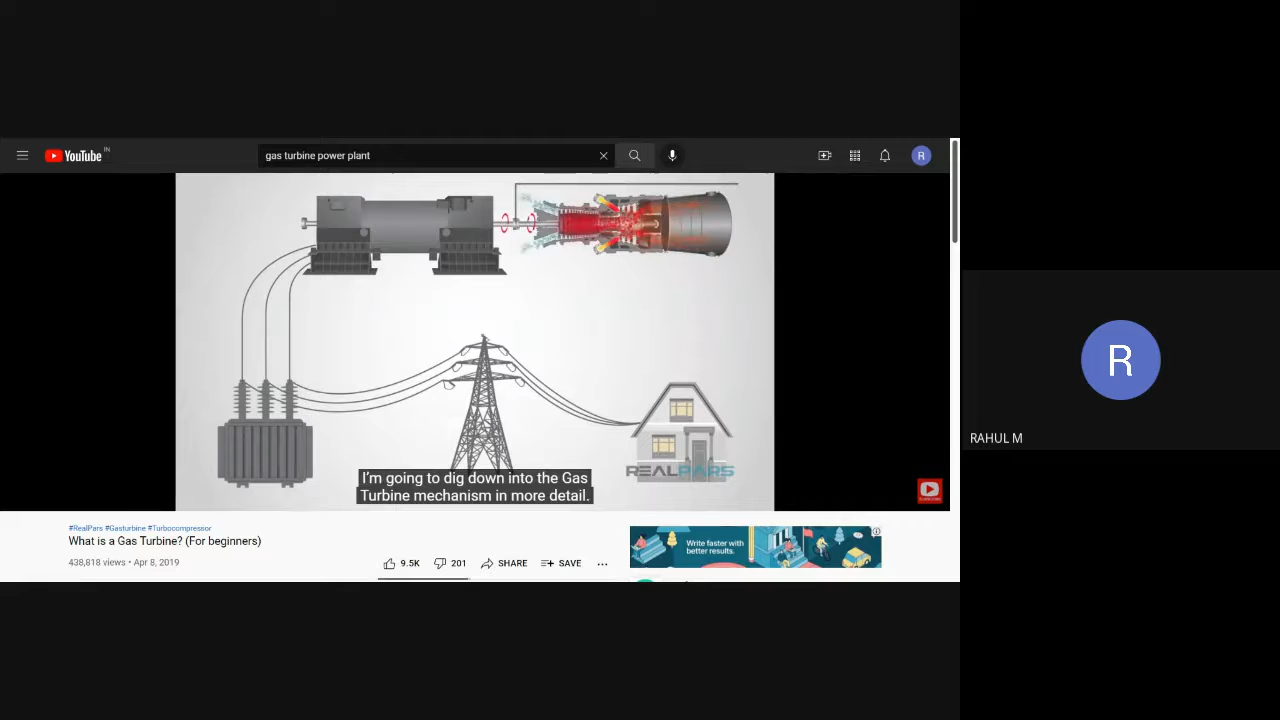 YouTube IN
gas turbine power plant
R
REALPARS
I'm going to dig down into the Gas
Turbine mechanism in more detail.
#RealPars #Gasturbine #Turbocompressor
What is a Gas Turbine? (For beginners)
438,818 views • Apr 8, 2019
9.5K
201
SHARE
SAVE
Write faster with
better results.
R
RAHUL M